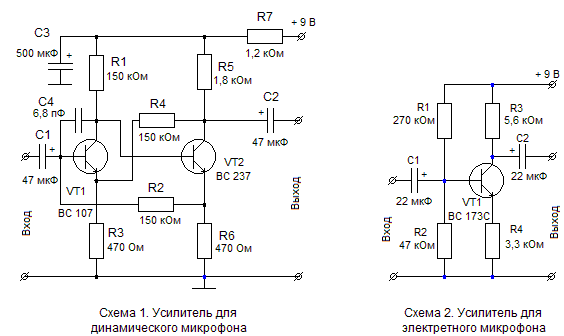 R7
+ 9 В
1,2 кОм
C3
500 мкФ
+
R1
150 кОм
R5
1,8 кОм
C4
6,8 пФ
R4
150 кОм
C2
+
47 мкФ
C1
+
47 мкФ
VT1
BC 107
VT2
BC 237
R2
150 кОм
R3
470 Ом
R6
470 Ом
Вход
Выход
Схема 1. Усилитель для
динамического микрофона
+ 9 В
R1
270 кОм
R3
5,6 кОм
C2
+
22 мкФ
C1
+
22 мкФ
VT1
BC 173C
R2
47 кОм
R4
3,3 кОм
Вход
Выход
Схема 2. Усилитель для
электретного микрофона